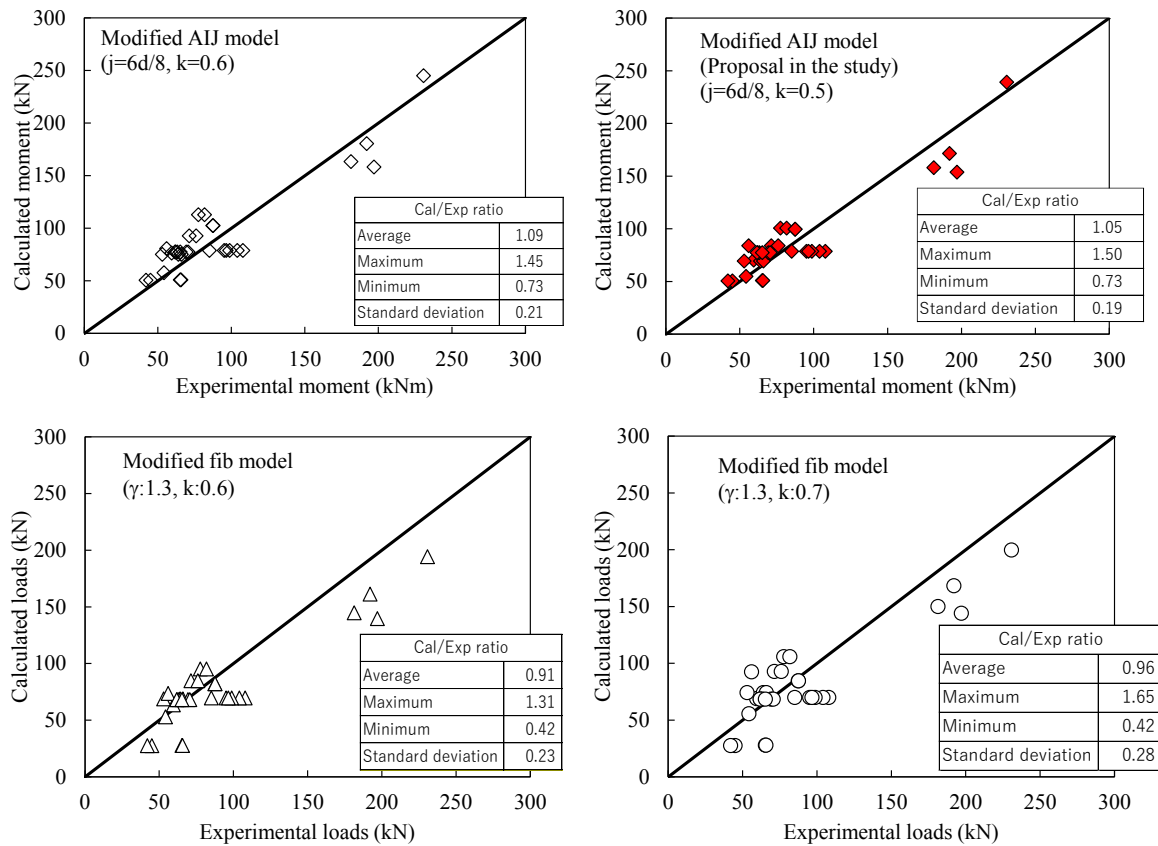 Modified AIJ model
(j=6d/8, k=0.6)
Calculated moment (kN)
300
250
200
150
100
50
0
0 50 100 150 200 250 300
Experimental moment (kNm)
Cal/Exp ratio
Average 1.09
Maximum 1.45
Minimum 0.73
Standard deviation 0.21
Modified AIJ model
(Proposal in the study)
(j=6d/8, k=0.5)
Calculated moment (kN)
300
250
200
150
100
50
0
0 50 100 150 200 250 300
Experimental moment (kNm)
Cal/Exp ratio
Average 1.05
Maximum 1.50
Minimum 0.73
Standard deviation 0.19
Modified fib model
(γ:1.3, k:0.6)
Calculated loads (kN)
300
250
200
150
100
50
0
0 50 100 150 200 250 300
Experimental loads (kN)
Cal/Exp ratio
Average 0.91
Maximum 1.31
Minimum 0.42
Standard deviation 0.23
Modified fib model
(γ:1.3, k:0.7)
Calculated loads (kN)
300
250
200
150
100
50
0
0 50 100 150 200 250 300
Experimental loads (kN)
Cal/Exp ratio
Average 0.96
Maximum 1.65
Minimum 0.42
Standard deviation 0.28